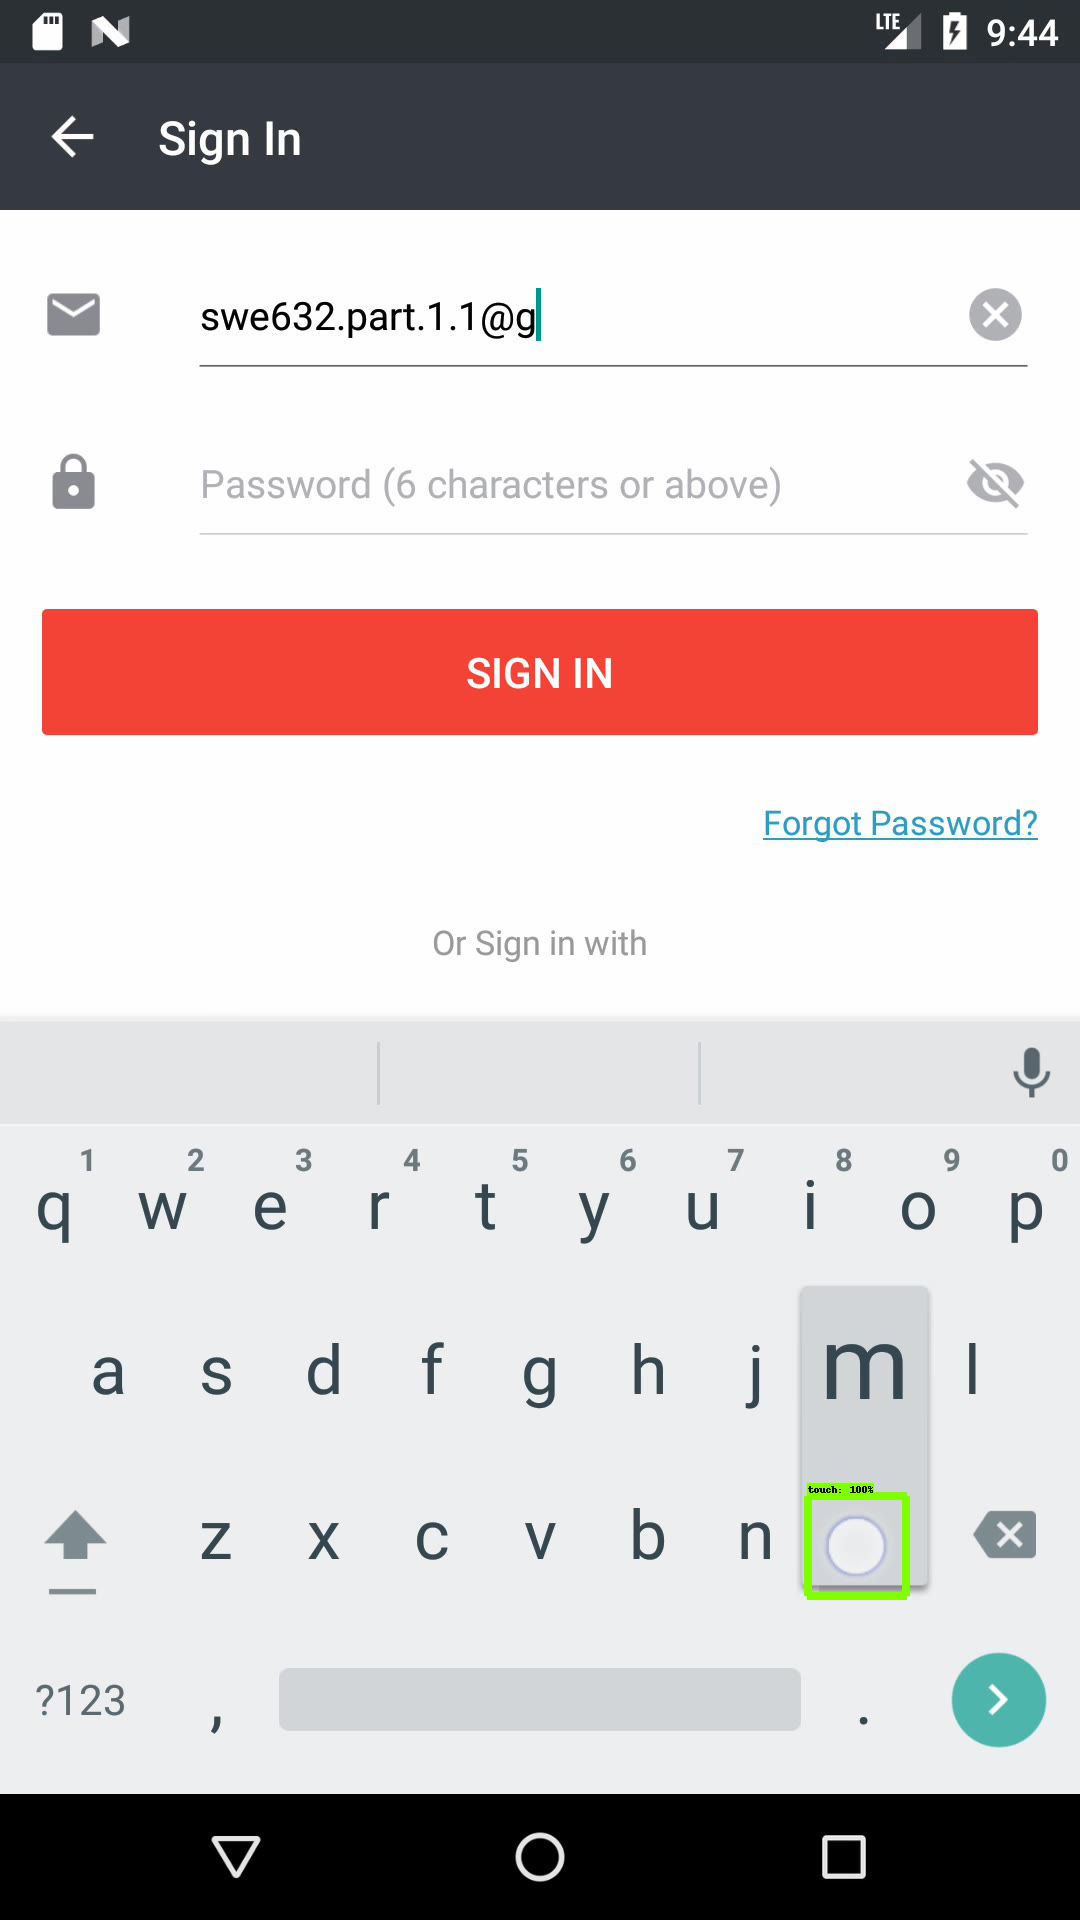 LTE 9:44
Sign In
swe632.part.1.1@g
Password (6 characters or above)
SIGN IN
Forgot Password?
Or Sign in with
1 2 3 4 5 6 7 8 9 0
q w e r t y u i o p
a s d f g h j m l
touch: 100%
z x c v b n
?123 , .